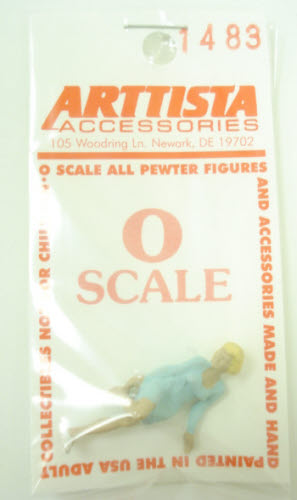 1483
ARTTISTA
ACCESSORIES
105 Woodring Ln. Newark, DE 19702
O SCALE ALL PEWTER FIGURES
AND ACCESSORIES MADE AND HAND
PAINTED IN THE USA ADULT
COLLECTIBLES NOT FOR
O
SCALE